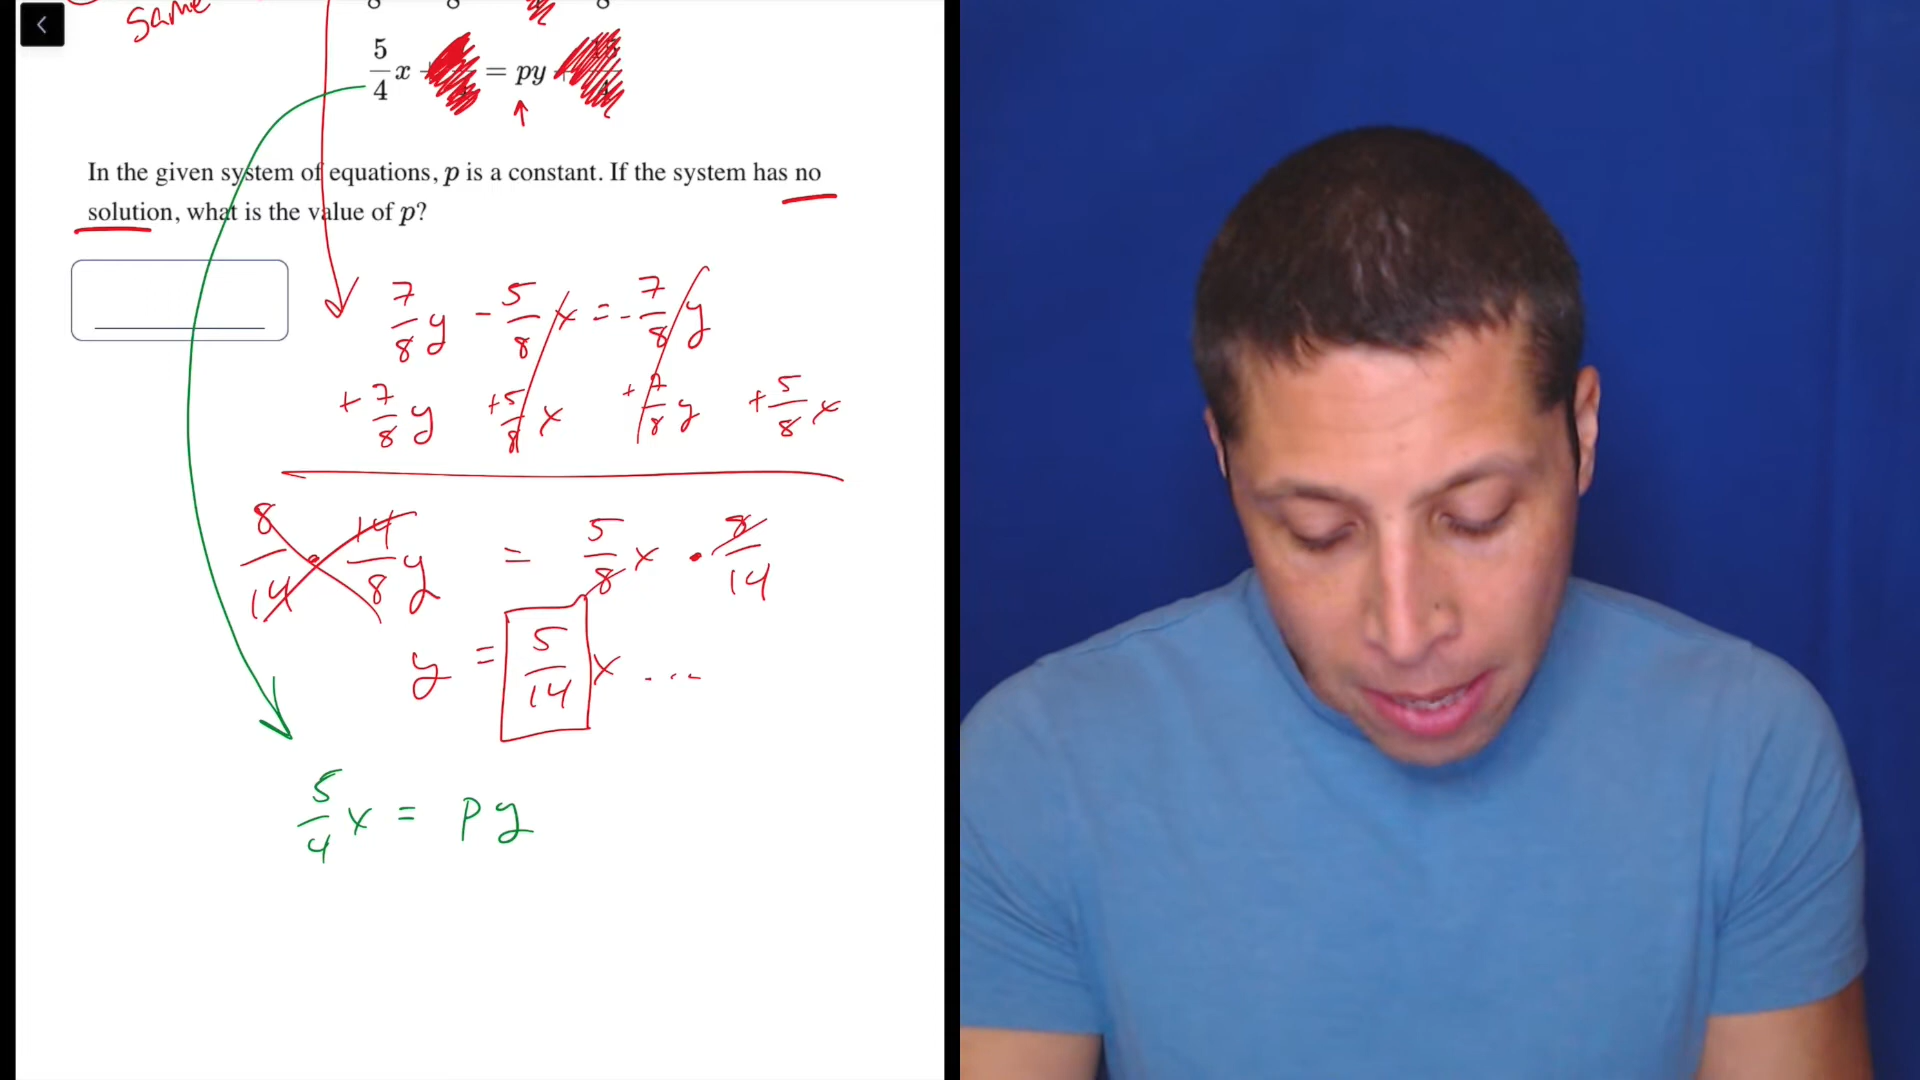 same
5/4 x = py
In the given system of equations, p is a constant. If the system has no
solution, what is the value of p?
7/8 y - 5/8 x = - 7/8 y
+ 7/8 y + 5/8 x + 7/8 y + 5/8 x
8/14 · 14/8 y = 5/8 x · 8/14
y = 5/14 x ...
5/4 x = py